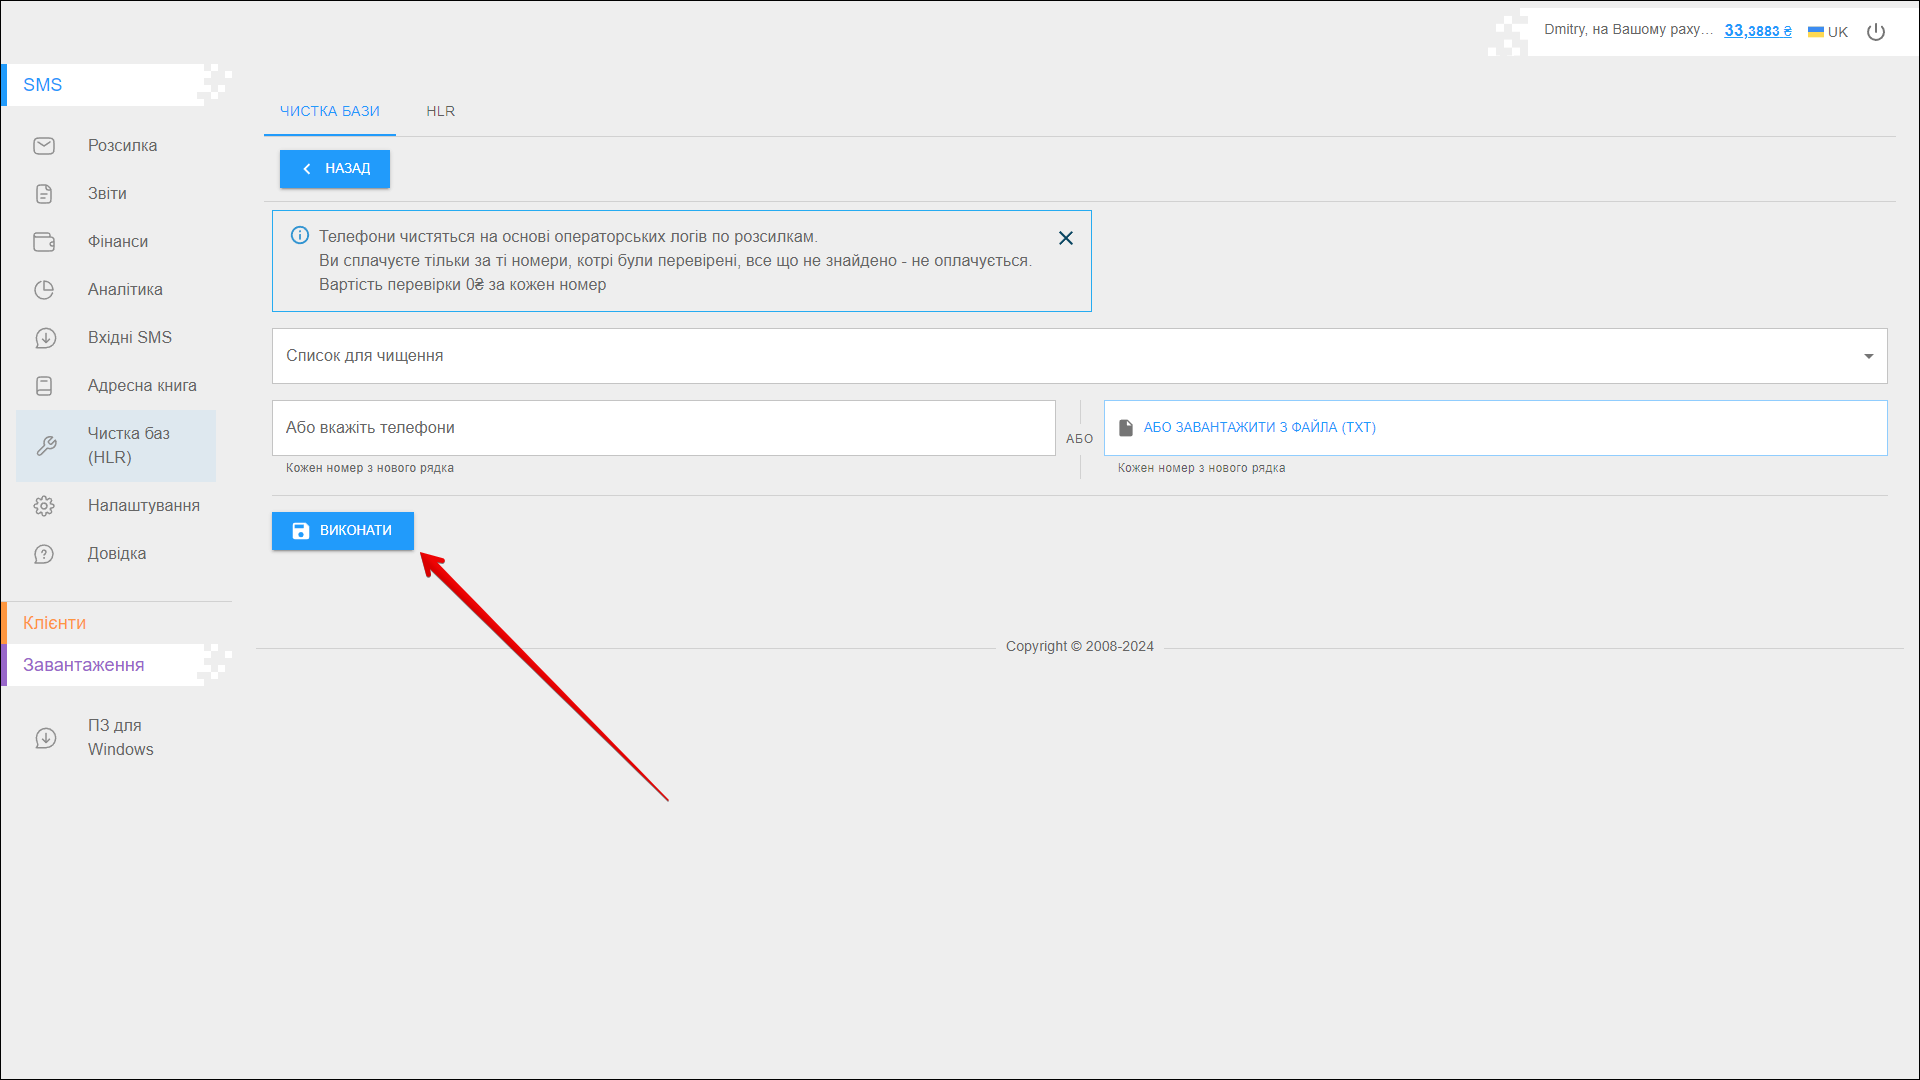 Dmitry, на Вашому раху... 33,3883 ₴ UK
SMS
Розсилка
Звіти
Фінанси
Аналітика
Вхідні SMS
Адресна книга
Чистка баз
(HLR)
Налаштування
Довідка
Клієнти
Завантаження
ПЗ для
Windows
ЧИСТКА БАЗИ HLR
НАЗАД
Телефони чистяться на основі операторських логів по розсилкам.
Ви сплачуєте тільки за ті номери, котрі були перевірені, все що не знайдено - не оплачується.
Вартість перевірки 0₴ за кожен номер
Список для чищення
Або вкажіть телефони
Кожен номер з нового рядка
АБО
АБО ЗАВАНТАЖИТИ З ФАЙЛА (TXT)
Кожен номер з нового рядка
ВИКОНАТИ
Copyright © 2008-2024